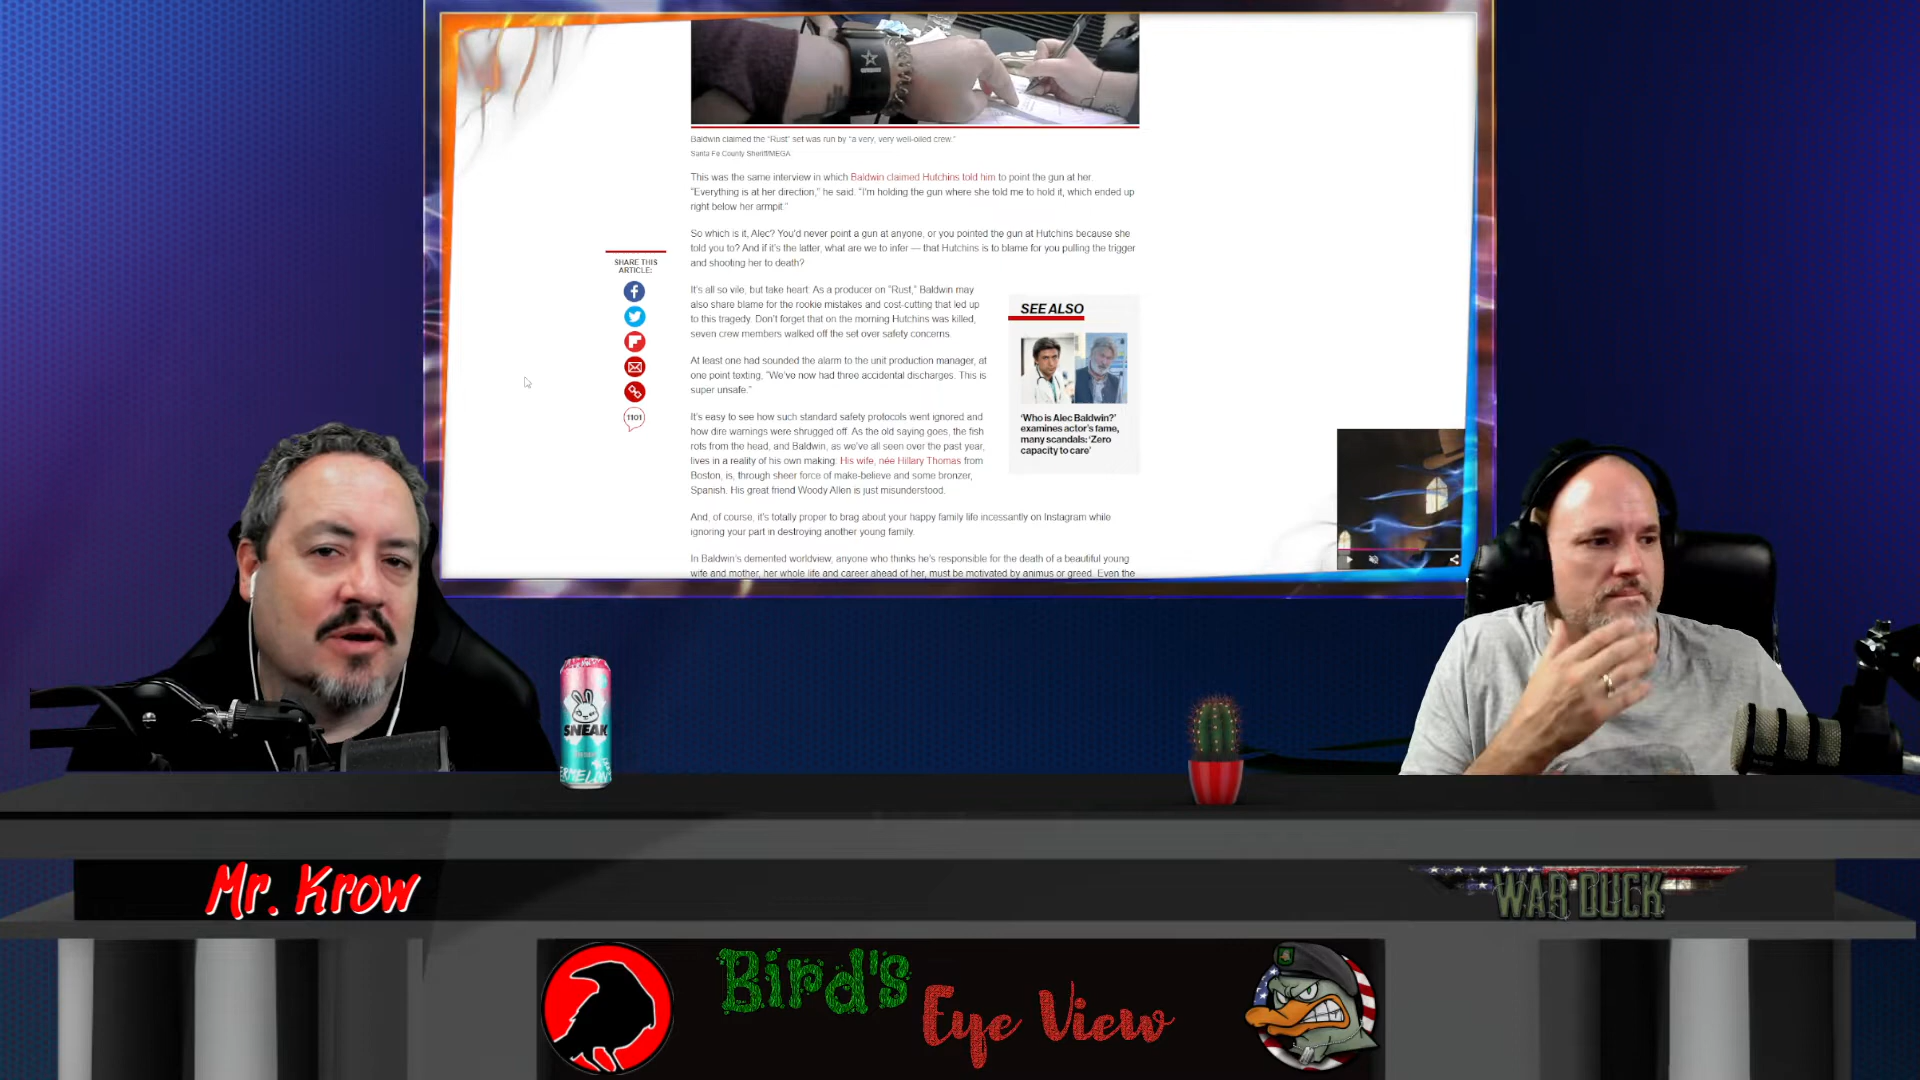 Baldwin claimed the "Rust" set was run by "a very, very well-oiled crew."
Santa Fe County Sheriff/MEGA
This was the same interview in which Baldwin claimed Hutchins told him to point the gun at her.
"Everything is at her direction," he said. "I'm holding the gun where she told me to hold it, which ended up
right below her armpit."
So which is it, Alec? You'd never point a gun at anyone, or you pointed the gun at Hutchins because she
told you to? And if it's the latter, what are we to infer — that Hutchins is to blame for you pulling the trigger
and shooting her to death?
SHARE THIS
ARTICLE:
1101
It's all so vile, but take heart: As a producer on "Rust," Baldwin may
also share blame for the rookie mistakes and cost-cutting that led up
to this tragedy. Don't forget that on the morning Hutchins was killed,
seven crew members walked off the set over safety concerns.
At least one had sounded the alarm to the unit production manager, at
one point texting, "We've now had three accidental discharges. This is
super unsafe."
It's easy to see how such standard safety protocols went ignored and
how dire warnings were shrugged off. As the old saying goes, the fish
rots from the head, and Baldwin, as we've all seen over the past year,
lives in a reality of his own making: His wife, née Hillary Thomas from
Boston, is, through sheer force of make-believe and some bronzer,
Spanish. His great friend Woody Allen is just misunderstood.
SEE ALSO
'Who is Alec Baldwin?'
examines actor's fame,
many scandals: 'Zero
capacity to care'
And, of course, it's totally proper to brag about your happy family life incessantly on Instagram while
ignoring your part in destroying another young family.
In Baldwin's demented worldview, anyone who thinks he's responsible for the death of a beautiful young
wife and mother, her whole life and career ahead of her, must be motivated by animus or greed. Even the
SNEAK
ERMELON
Mr. Krow
WAR DUCK
Bird's
Eye View